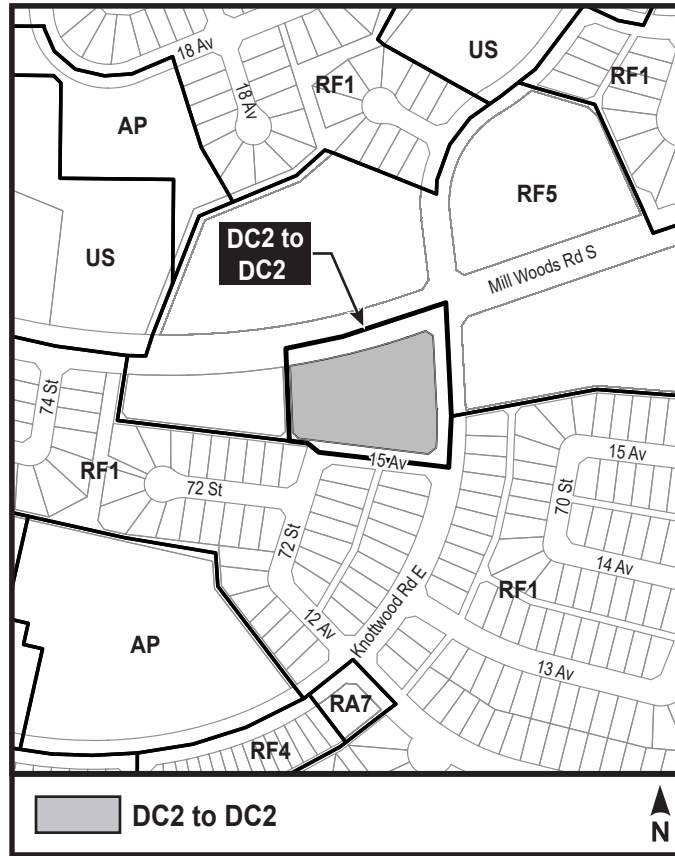 18 Av
US
RF1
RF1
18 Av
AP
RF5
US
DC2 to
DC2
Mill Woods Rd S
74 St
15 Av
15 Av
RF1
72 St
70 St
72 St
14 Av
RF1
12 Av
Knottwood Rd E
AP
13 Av
RA7
RF4
DC2 to DC2
N